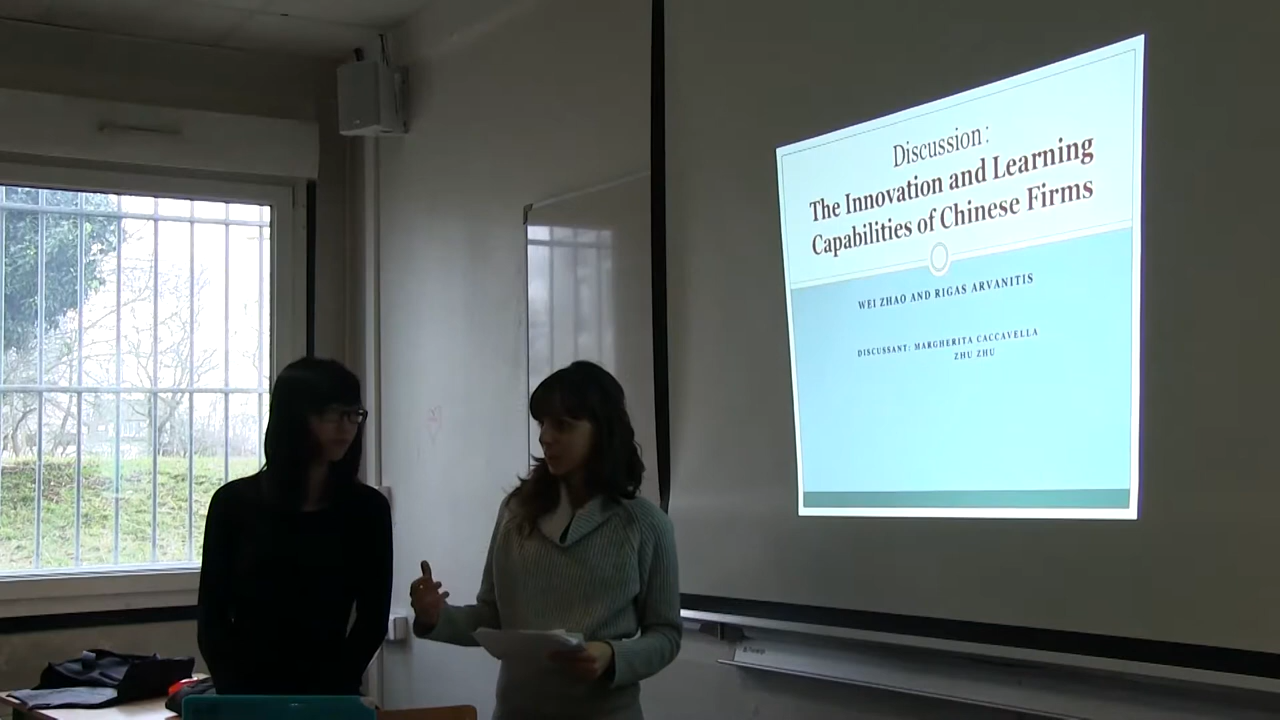 Discussion:
The Innovation and Learning
Capabilities of Chinese Firms
WEI ZHAO AND RIGAS ARVANITIS
DISCUSSANT: MARGHERITA CACCAVELLA
ZHU ZHU